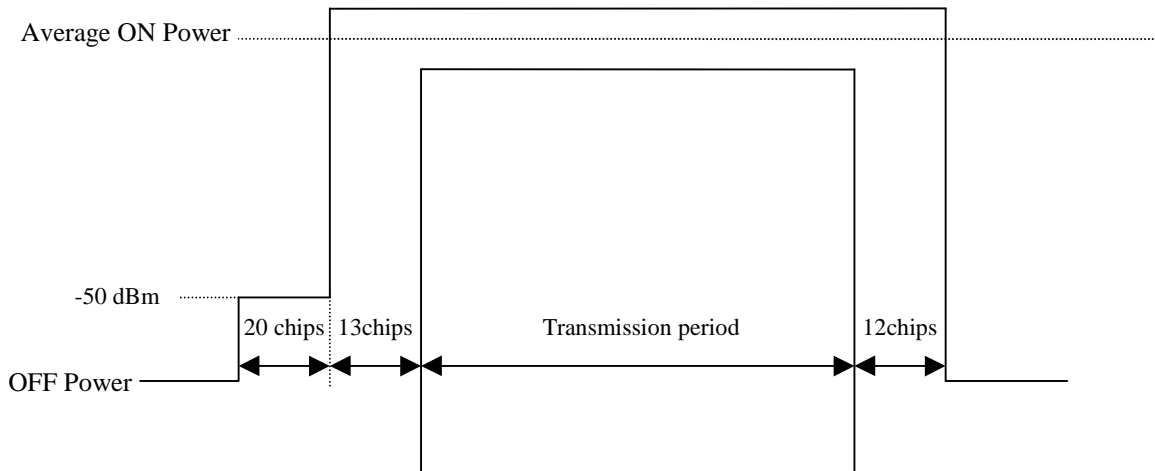 Average ON Power
-50 dBm
20 chips 13chips Transmission period 12chips
OFF Power